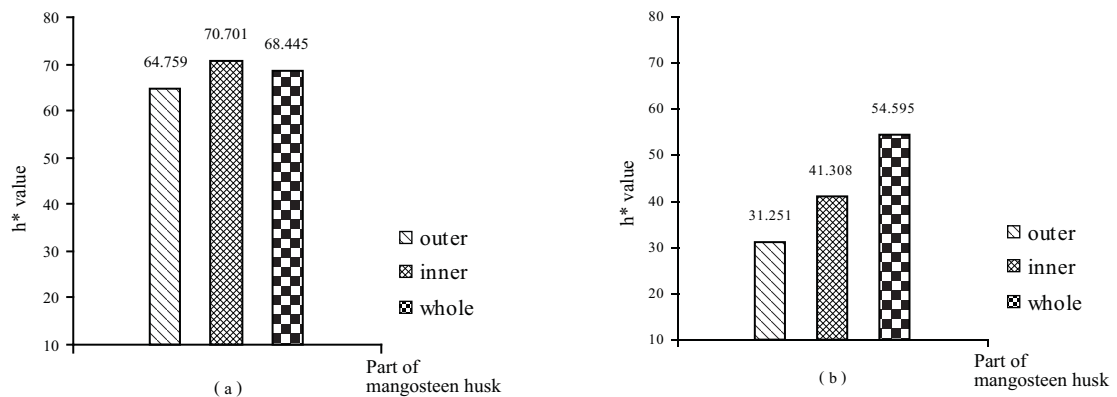 80
70
60
50
40
30
20
10
h* value
64.759
70.701
68.445
outer
inner
whole
Part of
mangosteen husk
( a )
80
70
60
50
40
30
20
10
h* value
31.251
41.308
54.595
outer
inner
whole
Part of
mangosteen husk
( b )